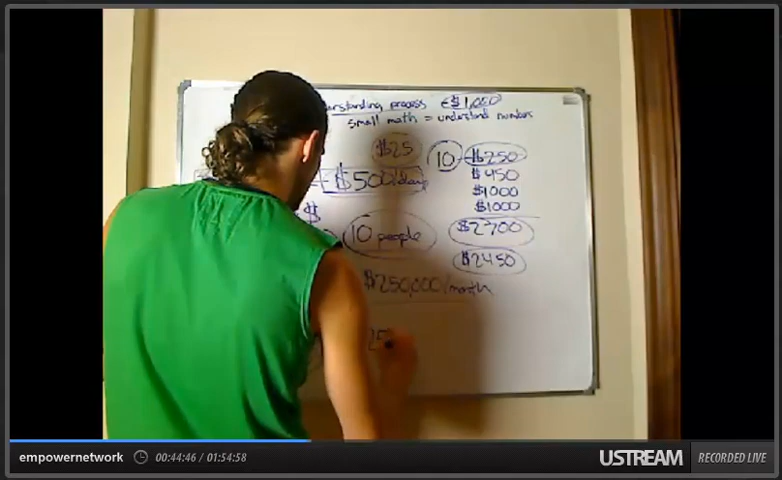 understanding process $1,000
small math = understand numbers
$25
10 $250
$500/day
$450
$1000
$1000
$
10 people
$2700
$2450
$250,000/month
25
empowernetwork 00:44:46 / 01:54:58 USTREAM RECORDED LIVE